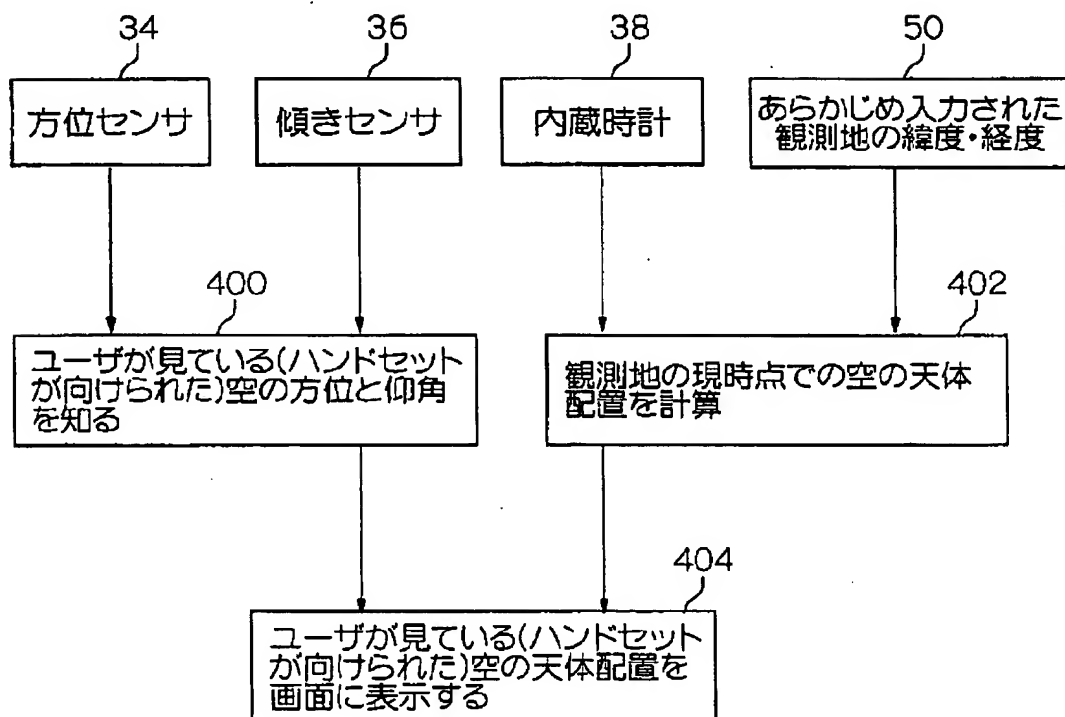 34
36
38
50
方位センサ
傾きセンサ
内蔵時計
あらかじめ入力された
観測地の緯度・経度
400
402
ユーザが見ている(ハンドセット
が向けられた)空の方位と仰角
を知る
観測地の現時点での空の天体
配置を計算
404
ユーザが見ている(ハンドセット
が向けられた)空の天体配置を
画面に表示する